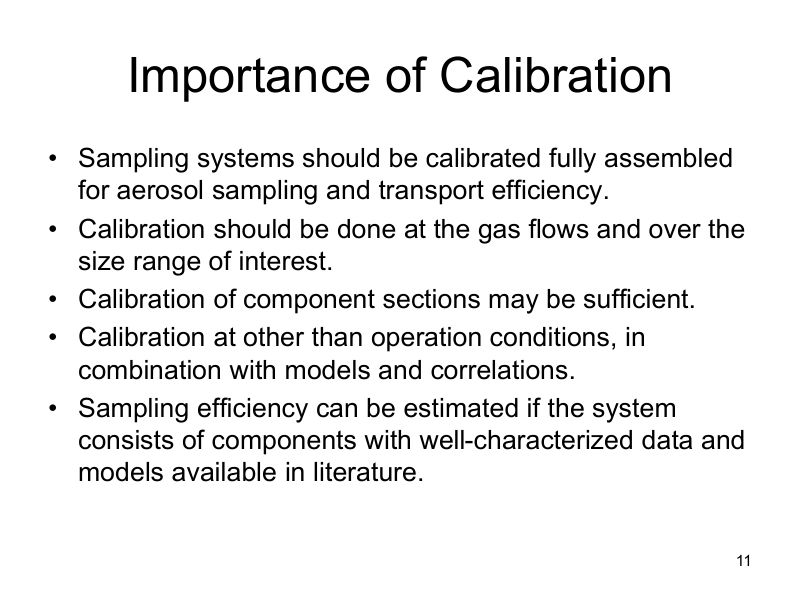 Importance of Calibration
• Sampling systems should be calibrated fully assembled
for aerosol sampling and transport efficiency.
• Calibration should be done at the gas flows and over the
size range of interest.
• Calibration of component sections may be sufficient.
• Calibration at other than operation conditions, in
combination with models and correlations.
• Sampling efficiency can be estimated if the system
consists of components with well-characterized data and
models available in literature.
11